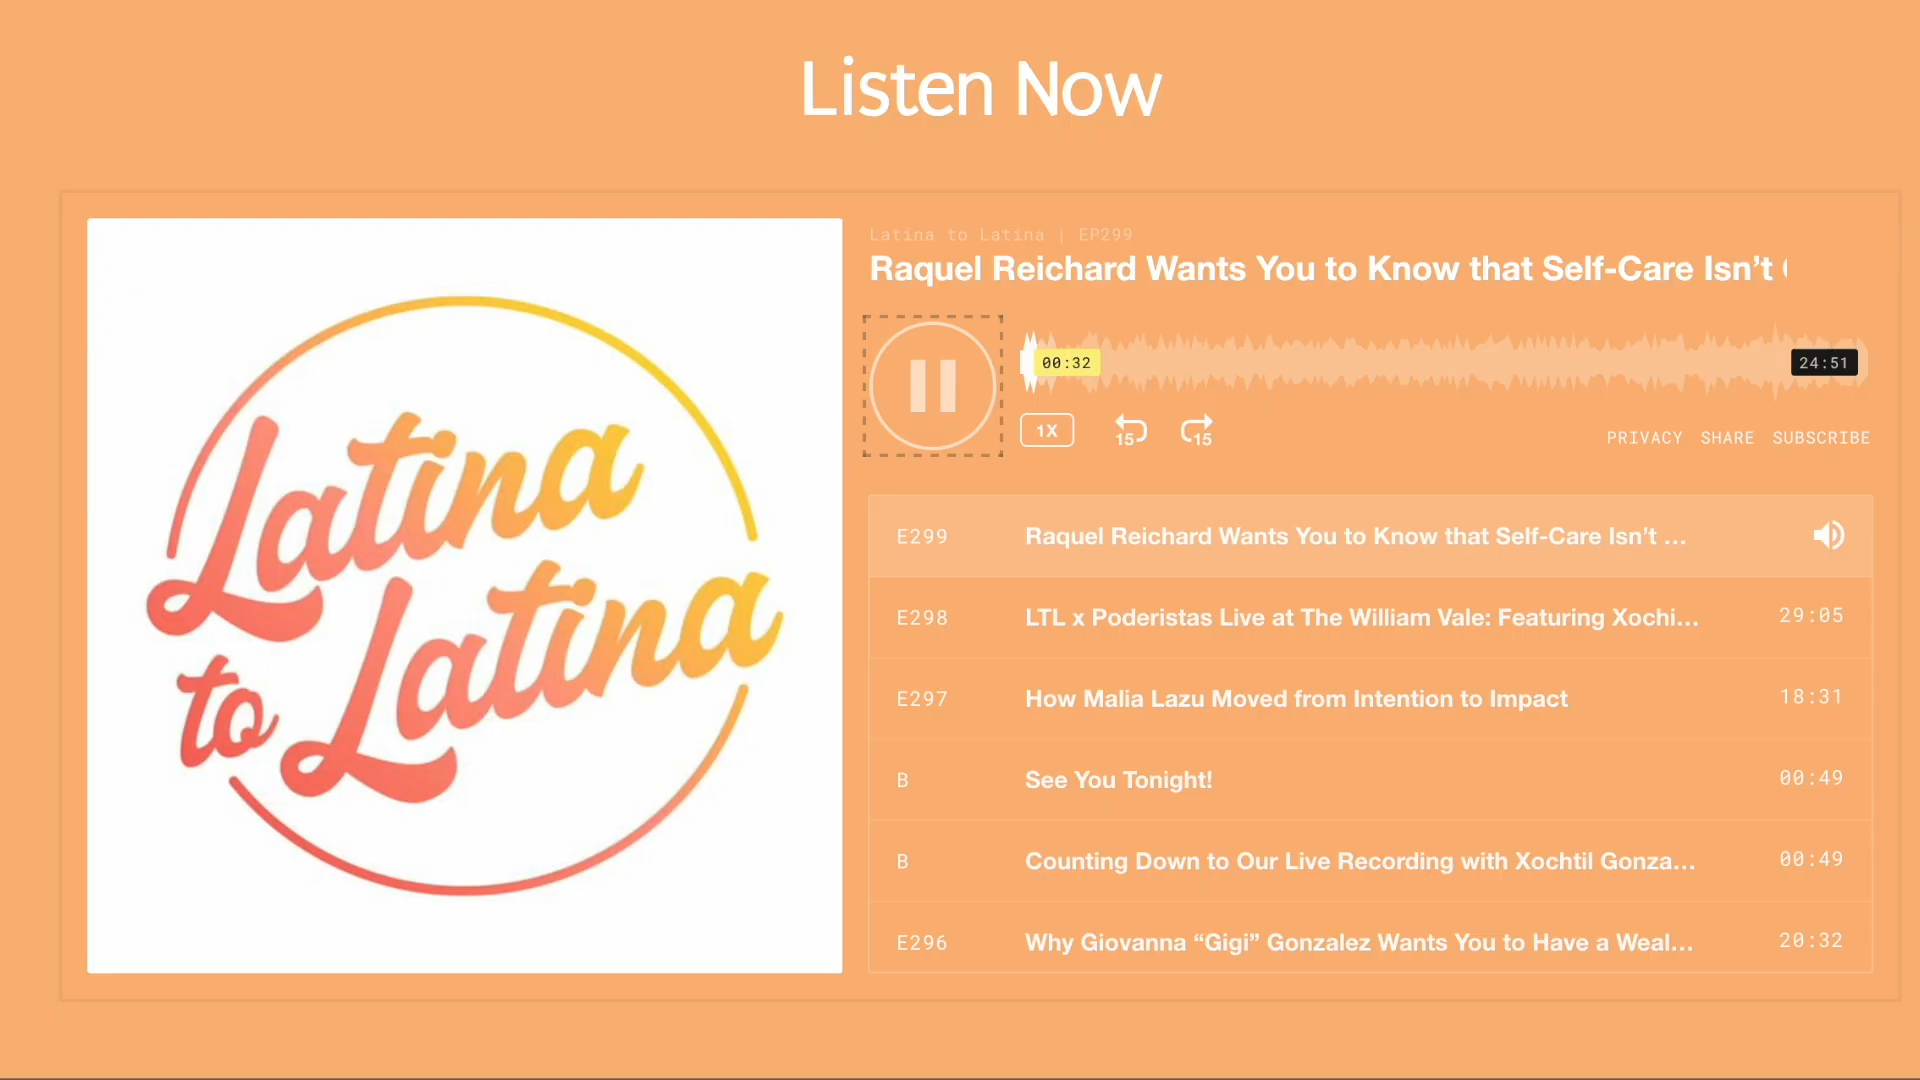 Listen Now
Latina
to Latina
Latina to Latina | EP299
Raquel Reichard Wants You to Know that Self-Care Isn’t
00:32
24:51
1X
15
15
PRIVACY SHARE SUBSCRIBE
E299 Raquel Reichard Wants You to Know that Self-Care Isn’t ...
E298 LTL x Poderistas Live at The William Vale: Featuring Xochi... 29:05
E297 How Malia Lazu Moved from Intention to Impact 18:31
B See You Tonight! 00:49
B Counting Down to Our Live Recording with Xochtil Gonza... 00:49
E296 Why Giovanna “Gigi” Gonzalez Wants You to Have a Weal... 20:32